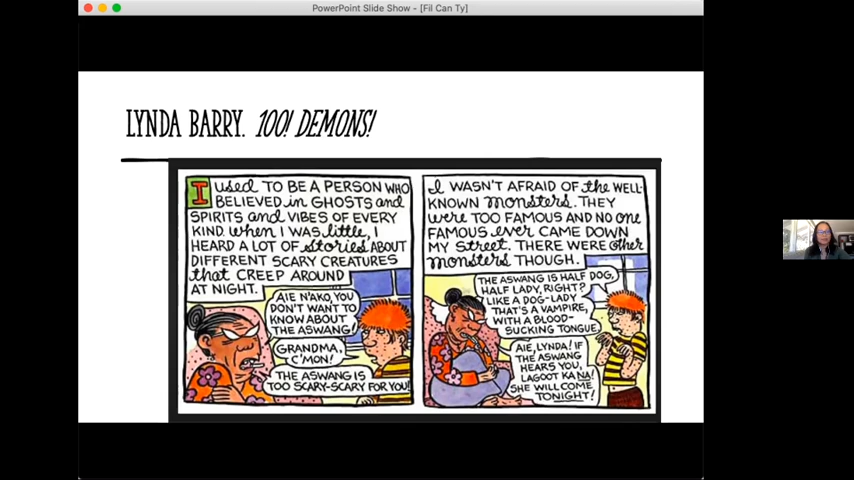 PowerPoint Slide Show - [Fil Can Ty]
LYNDA BARRY. 100! DEMONS!
I used TO BE A PERSON WHO
BELIEVED in GHOSTS and
SPIRITS and VIBES OF EVERY
KIND. when I WAS little, I
HEARD A LOT OF stories ABOUT
DIFFERENT SCARY CREATURES
that CREEP AROUND
AT NIGHT.
AIE N'AKO, YOU
DON'T WANT TO
KNOW ABOUT
THE ASWANG!
GRANDMA,
C'MON!
THE ASWANG IS
TOO SCARY-SCARY FOR YOU!
I WASN'T AFRAID OF the WELL-
KNOWN monsters. THEY
were TOO FAMOUS AND NO one
FAMOUS ever CAME DOWN
MY street. THERE WERE other
monsters THOUGH.
THE ASWANG IS HALF DOG,
HALF LADY, RIGHT?
LIKE A DOG-LADY
THAT'S A VAMPIRE,
WITH A BLOOD-
SUCKING TONGUE.
AIE, LYNDA! IF
THE ASWANG
HEARS YOU,
LAGOOT KA NA!
SHE WILL COME
TONIGHT!